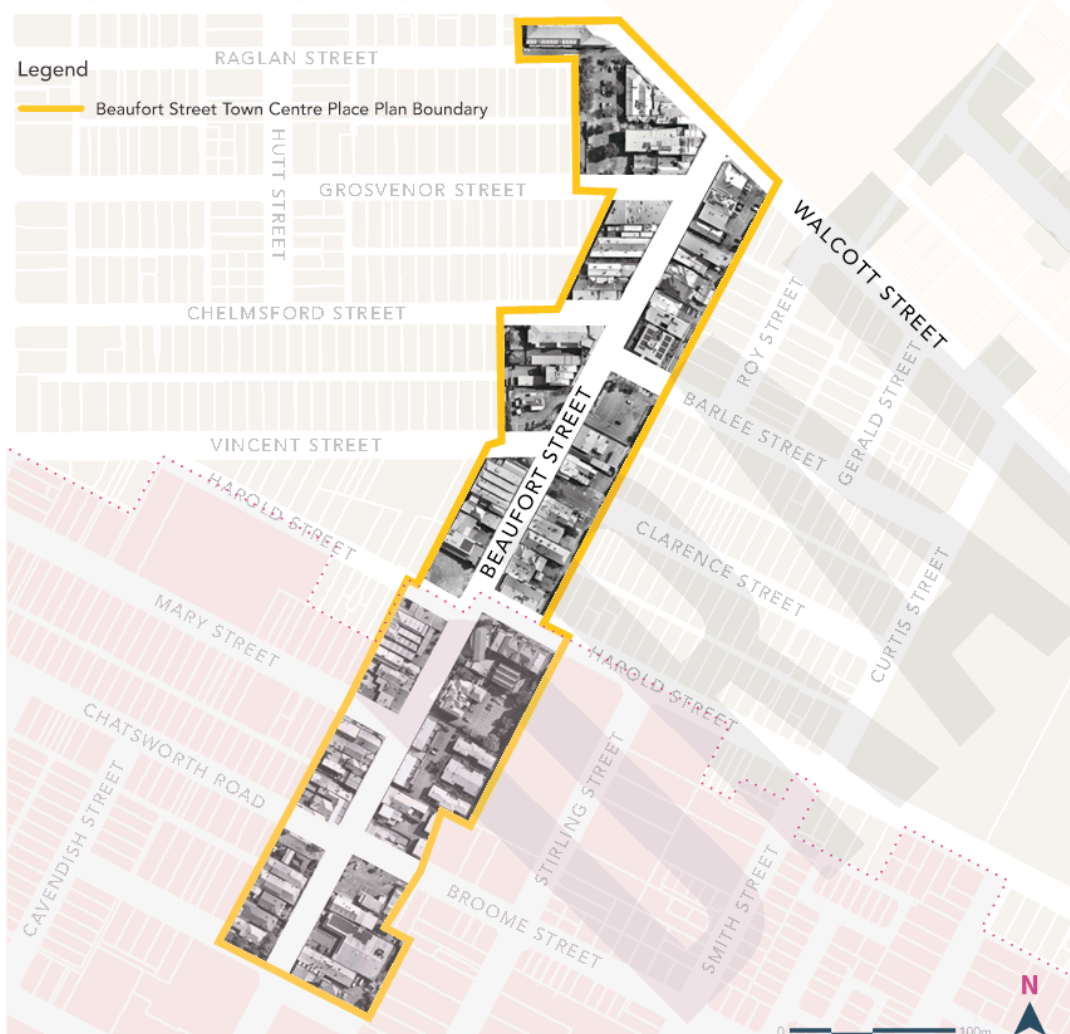 RAGLAN STREET
Legend
Beaufort Street Town Centre Place Plan Boundary
HUTT STREET
GROSVENOR STREET
WALCOTT STREET
CHELMSFORD STREET
ROY STREET
GERALD STREET
BARLEE STREET
BEAUFORT STREET
VINCENT STREET
HAROLD STREET
CLARENCE STREET
CURTIS STREET
MARY STREET
HAROLD STREET
CHATSWORTH ROAD
CAVENDISH STREET
STIRLING STREET
BROOME STREET
SMITH STREET
N
0 100m